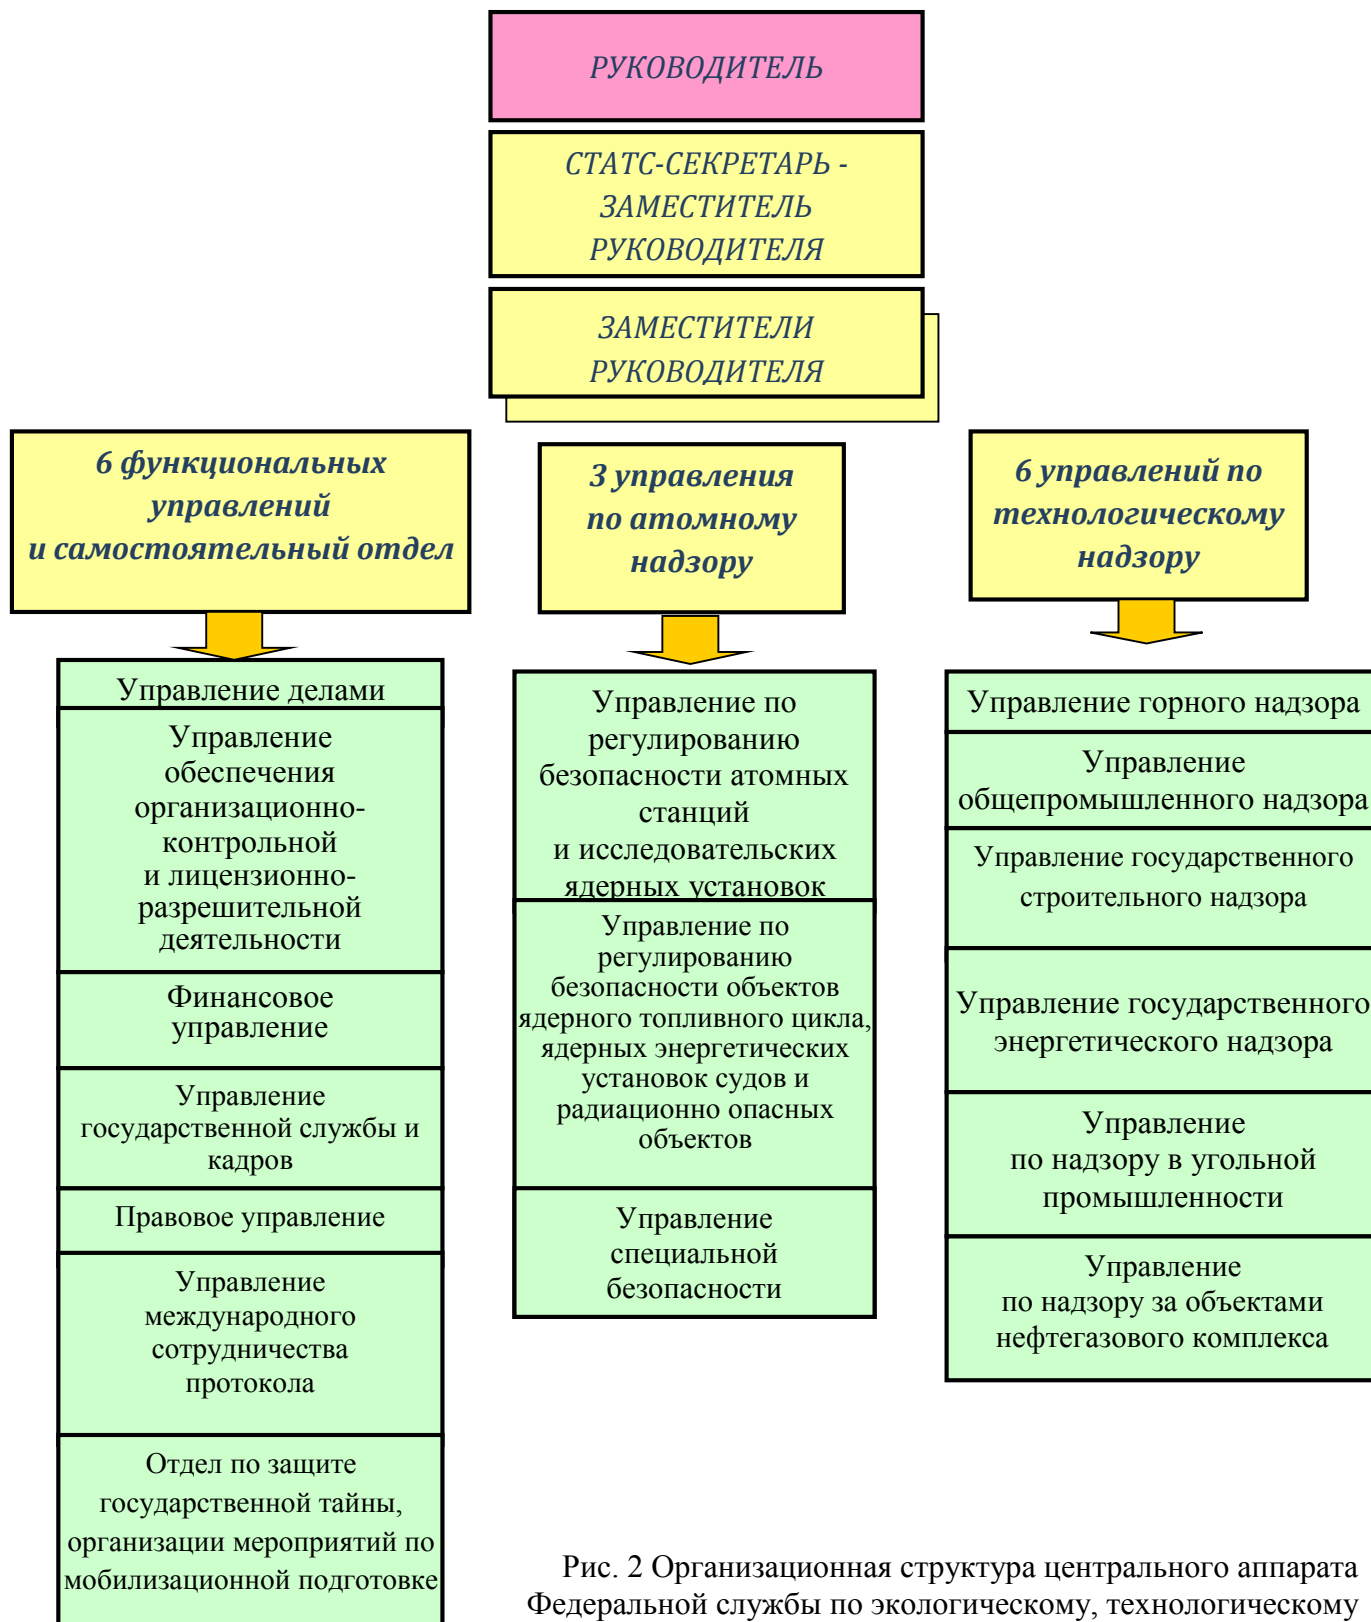 РУКОВОДИТЕЛЬ
СТАТС-СЕКРЕТАРЬ -
ЗАМЕСТИТЕЛЬ
РУКОВОДИТЕЛЯ
ЗАМЕСТИТЕЛИ
РУКОВОДИТЕЛЯ
6 функциональных
управлений
и самостоятельный отдел
Управление делами
Управление
обеспечения
организационно-
контрольной
и лицензионно-
разрешительной
деятельности
Финансовое
управление
Управление
государственной службы и
кадров
Правовое управление
Управление
международного
сотрудничества
протокола
Отдел по защите
государственной тайны,
организации мероприятий по
мобилизационной подготовке
3 управления
по атомному
надзору
Управление по
регулированию
безопасности атомных
станций
и исследовательских
ядерных установок
Управление по
регулированию
безопасности объектов
ядерного топливного цикла,
ядерных энергетических
установок судов и
радиационно опасных
объектов
Управление
специальной
безопасности
6 управлений по
технологическому
надзору
Управление горного надзора
Управление
общепромышленного надзора
Управление государственного
строительного надзора
Управление государственного
энергетического надзора
Управление
по надзору в угольной
промышленности
Управление
по надзору за объектами
нефтегазового комплекса
Рис. 2 Организационная структура центрального аппарата
Федеральной службы по экологическому, технологическому